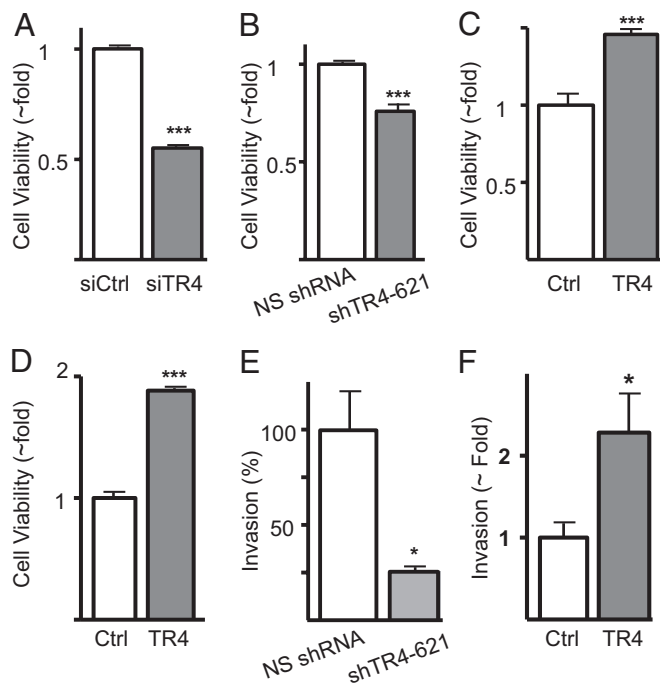 A
Cell Viability (~fold)
1
0.5
***
siCtrl siTR4
B
Cell Viability (~fold)
1
0.5
***
NS shRNA
shTR4-621
C
Cell Viability (~fold)
1
0.5
***
Ctrl TR4
D
Cell Viability (~fold)
2
1
***
Ctrl TR4
E
Invasion (%)
100
50
*
NS shRNA
shTR4-621
F
Invasion (~ Fold)
2
1
*
Ctrl TR4